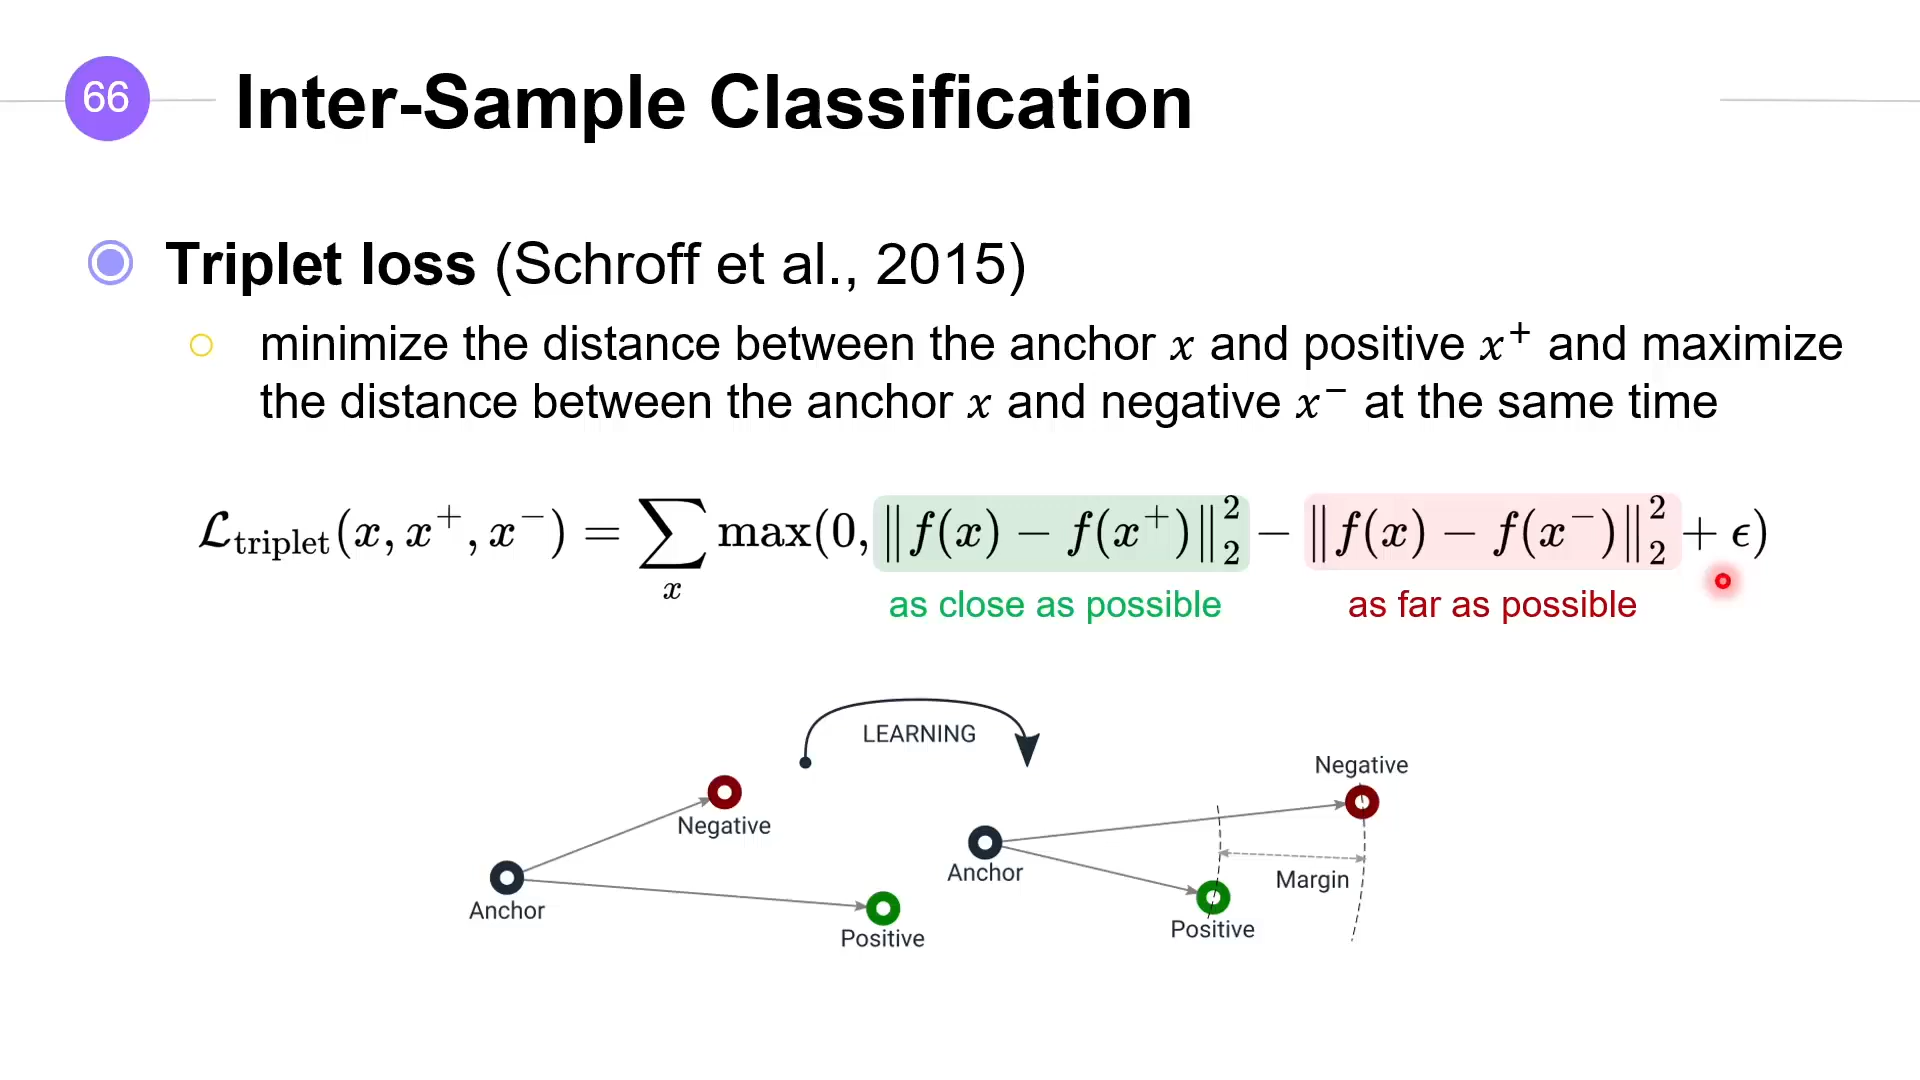 66
Inter-Sample Classification
Triplet loss (Schroff et al., 2015)
minimize the distance between the anchor x and positive x⁺ and maximize
the distance between the anchor x and negative x⁻ at the same time
ℒ_triplet(x, x⁺, x⁻) = ∑_x max(0, ‖f(x) − f(x⁺)‖₂² − ‖f(x) − f(x⁻)‖₂² + ϵ)
as close as possible
as far as possible
LEARNING
Negative
Anchor
Positive
Negative
Anchor
Margin
Positive